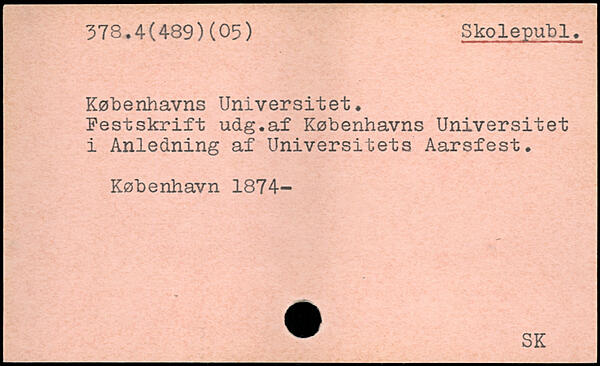 378.4(489)(05) Skolepubl.
Københavns Universitet.
Festskrift udg.af Københavns Universitet
i Anledning af Universitets Aarsfest.
København 1874-
SK